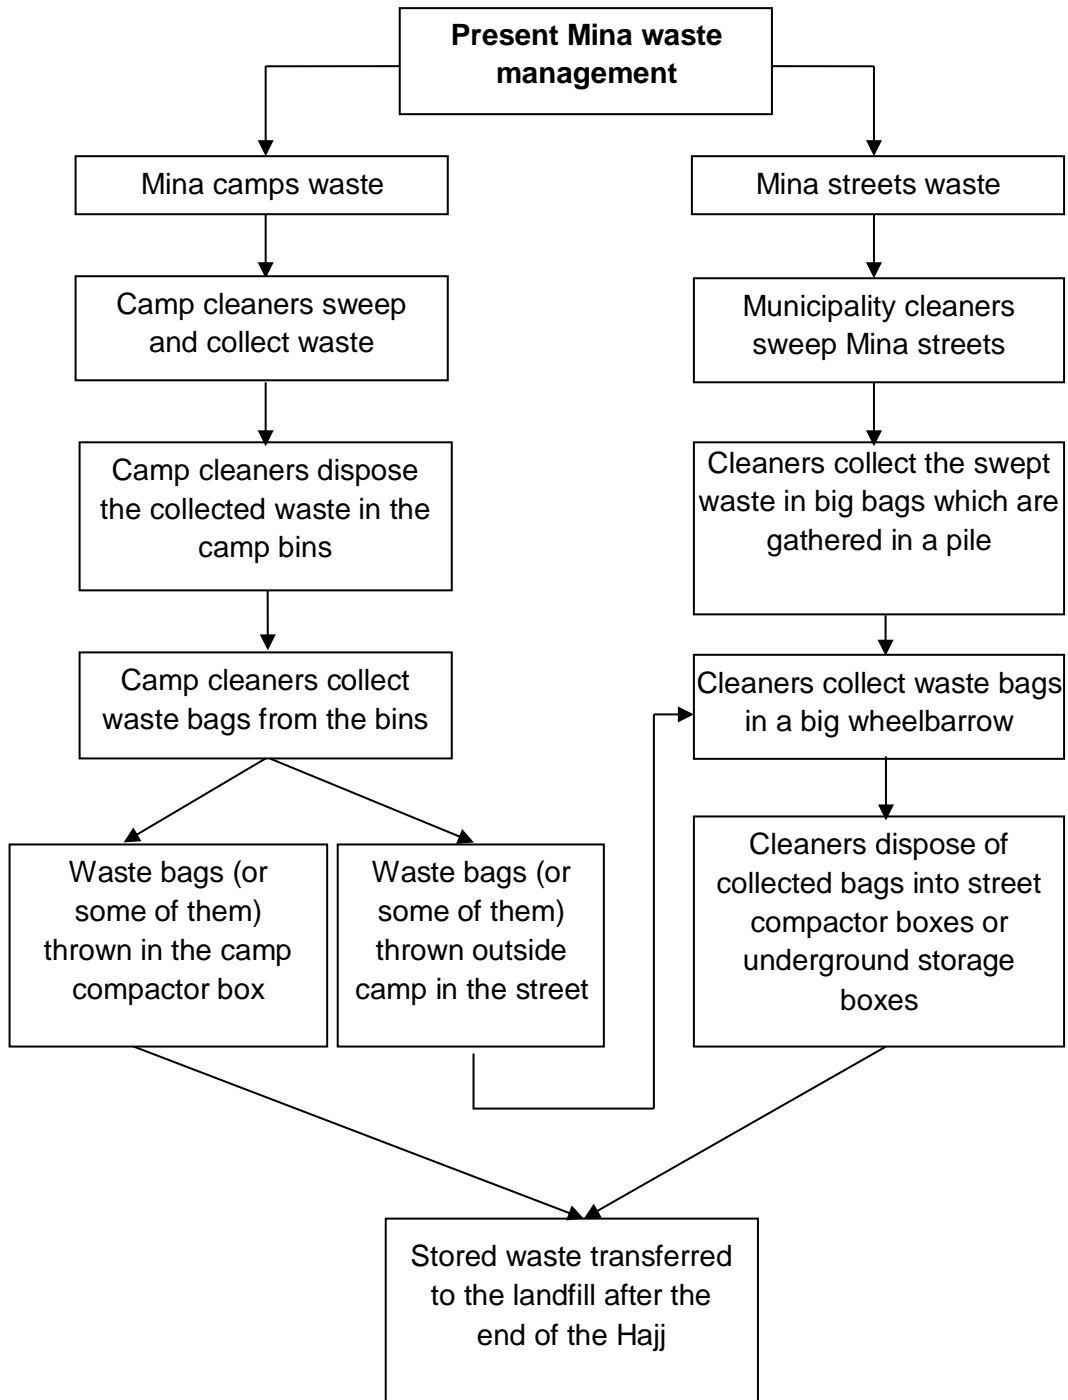 Present Mina waste
management
Mina camps waste
Mina streets waste
Camp cleaners sweep
and collect waste
Municipality cleaners
sweep Mina streets
Camp cleaners dispose
the collected waste in the
camp bins
Cleaners collect the swept
waste in big bags which are
gathered in a pile
Camp cleaners collect
waste bags from the bins
Cleaners collect waste bags
in a big wheelbarrow
Waste bags (or
some of them)
thrown in the camp
compactor box
Waste bags (or
some of them)
thrown outside
camp in the street
Cleaners dispose of
collected bags into street
compactor boxes or
underground storage
boxes
Stored waste transferred
to the landfill after the
end of the Hajj